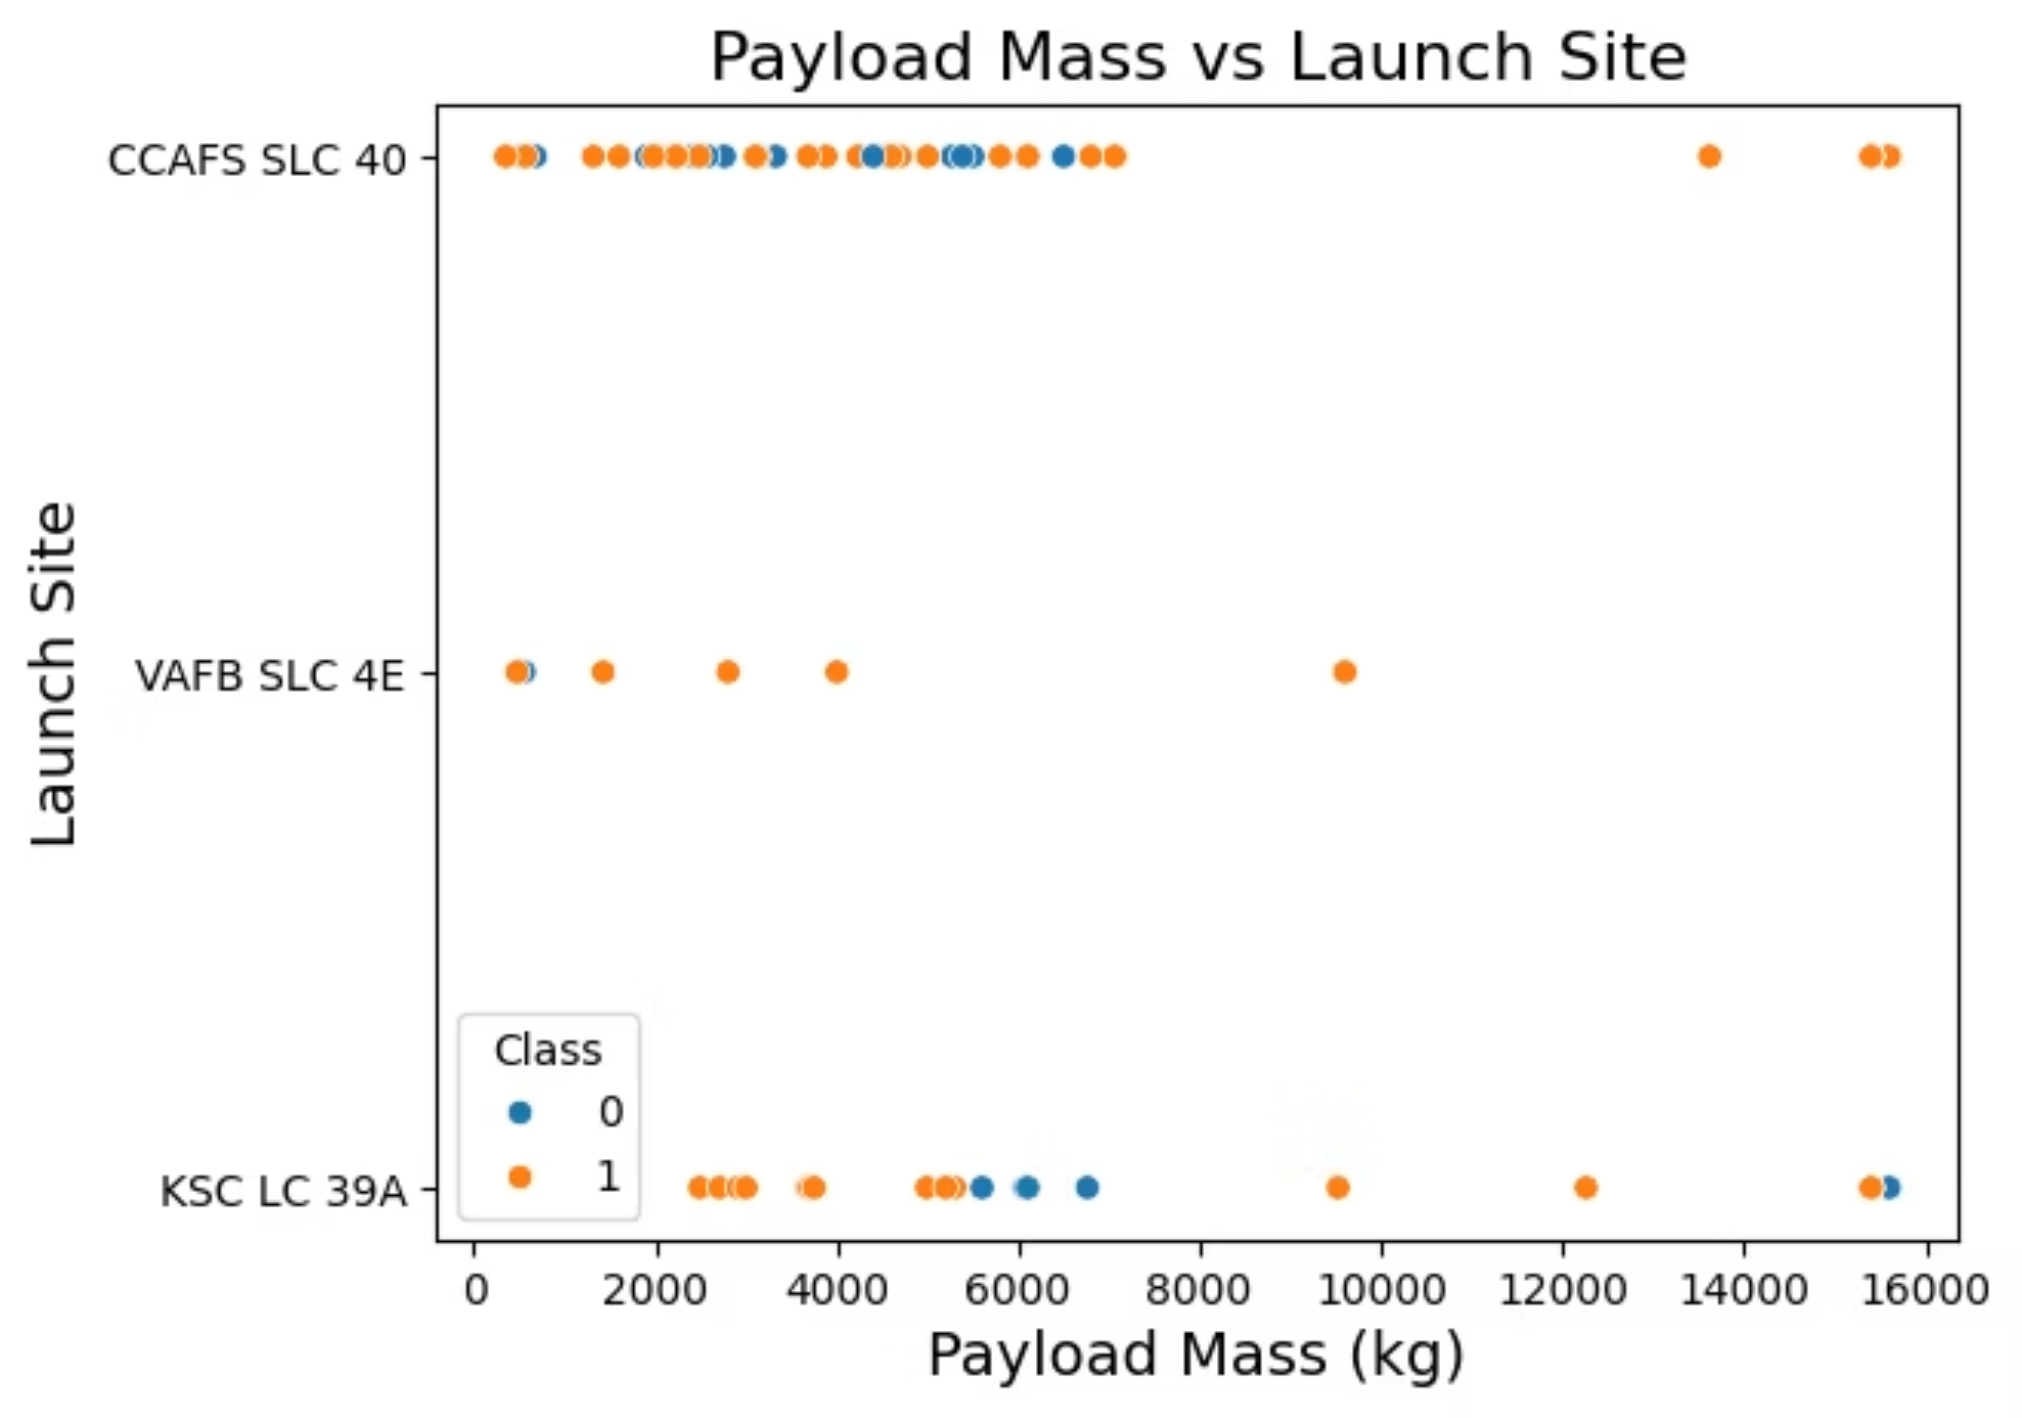 Payload Mass vs Launch Site
CCAFS SLC 40
VAFB SLC 4E
KSC LC 39A
Launch Site
Class
0
1
0 2000 4000 6000 8000 10000 12000 14000 16000
Payload Mass (kg)